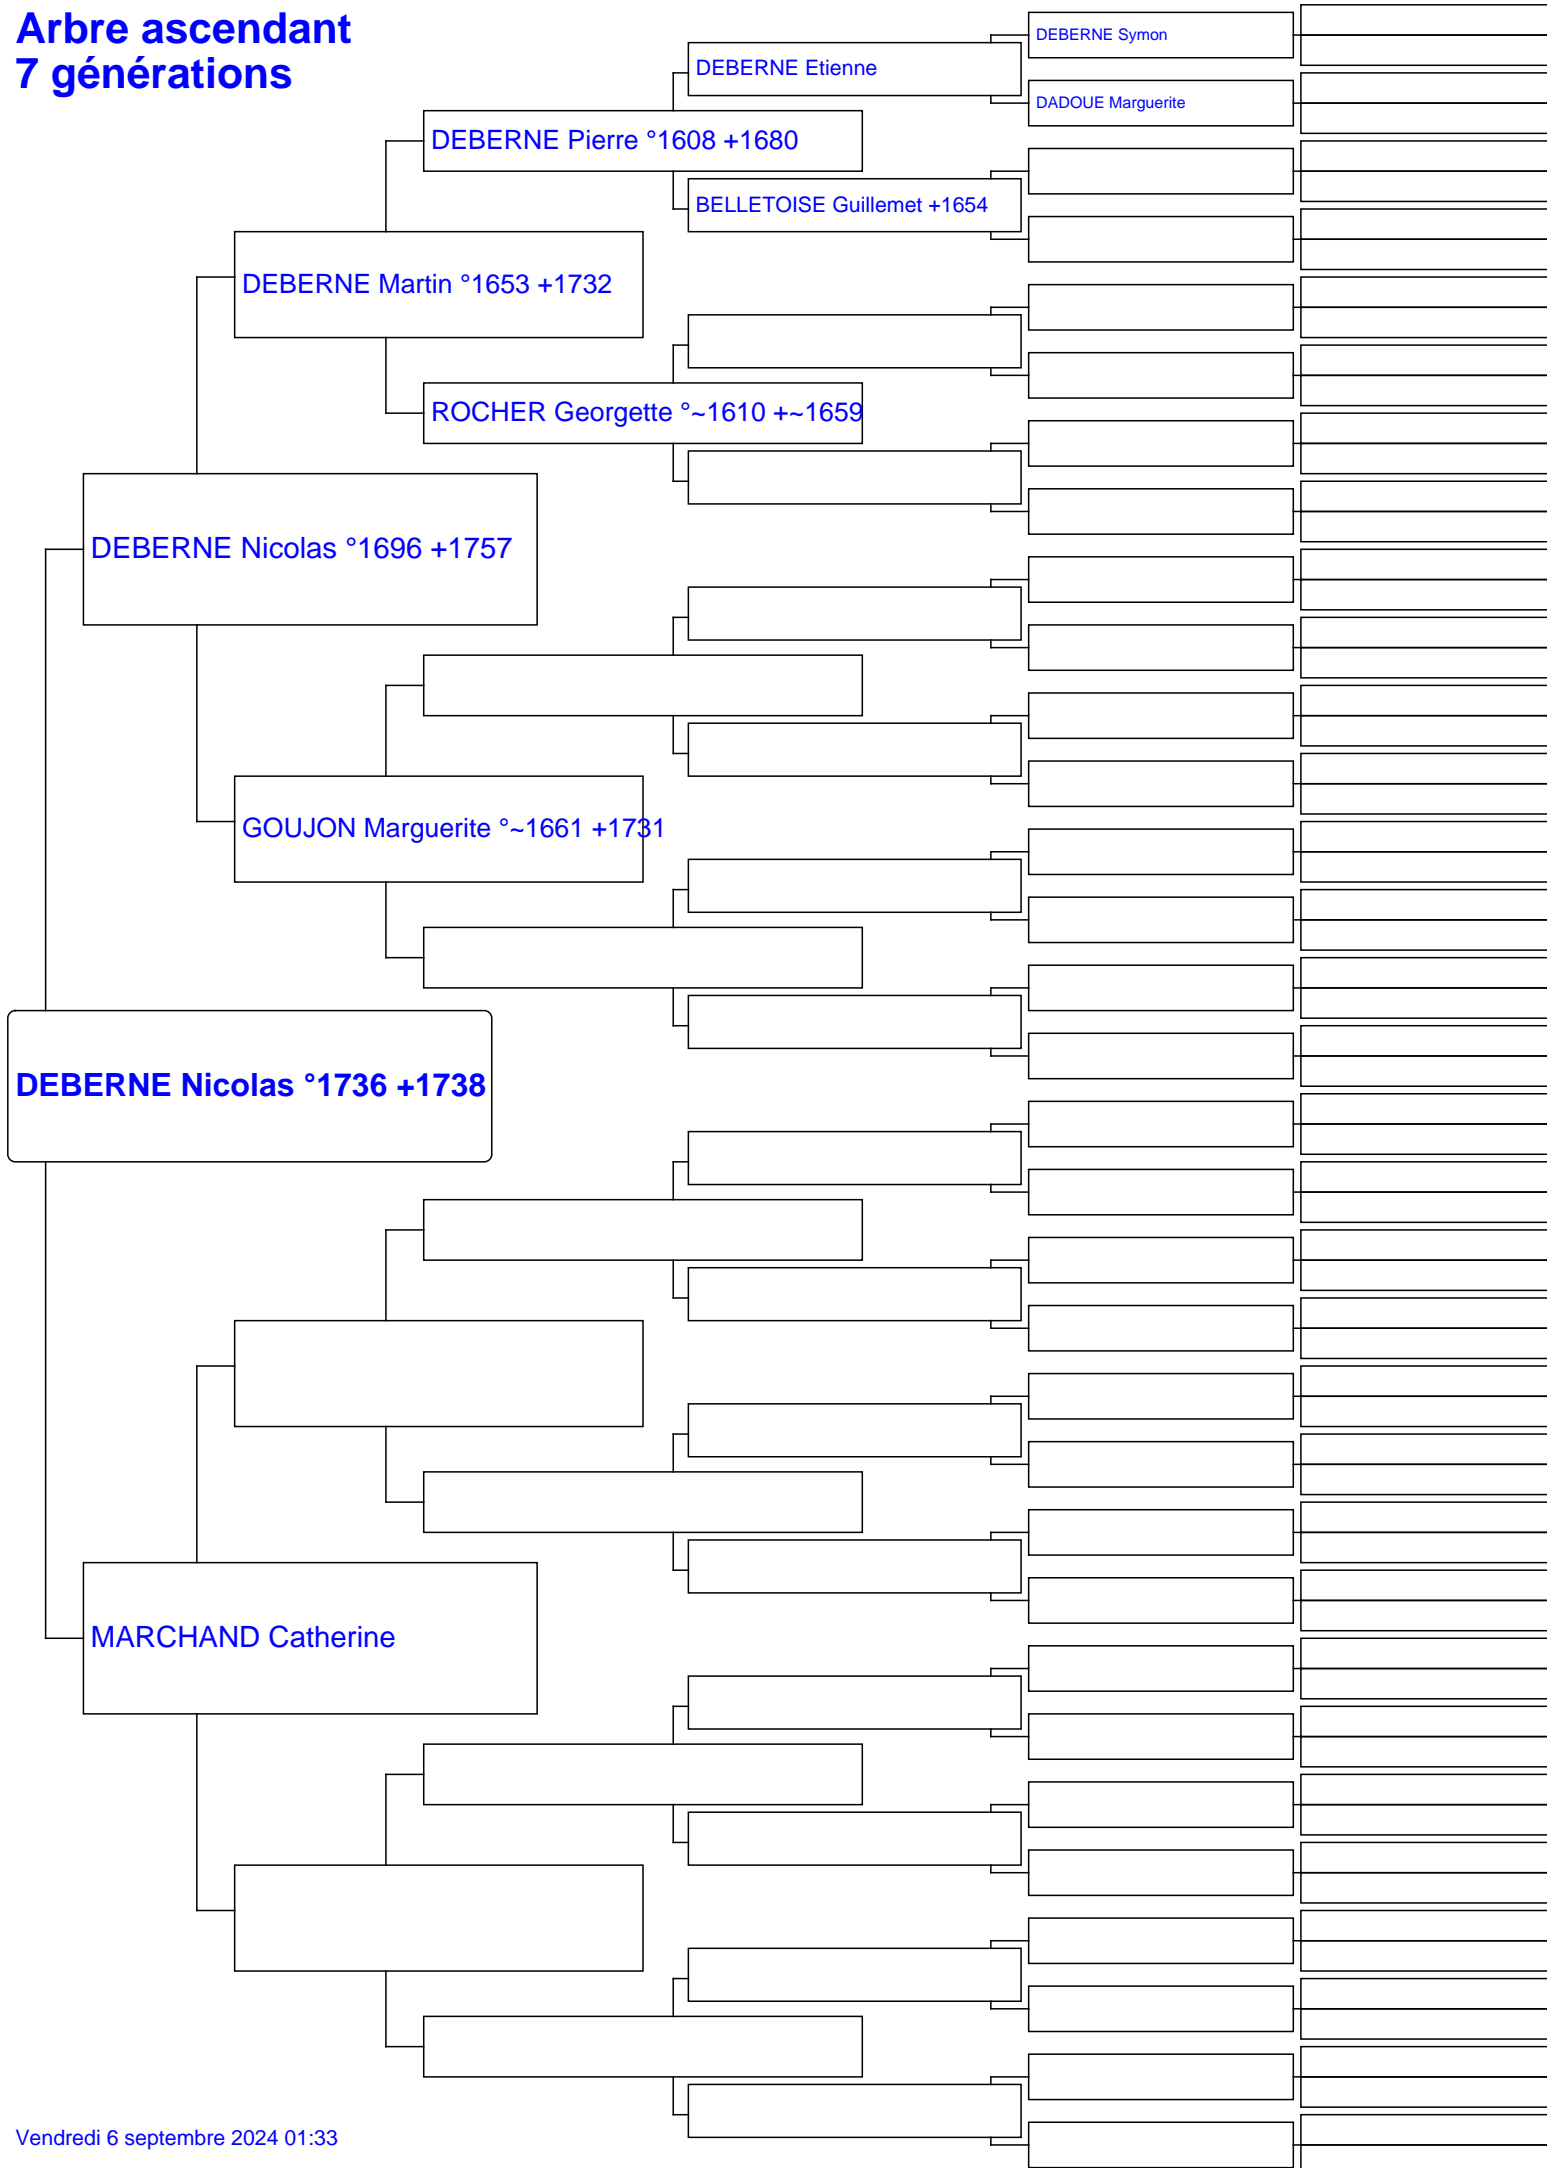 Arbre ascendant
7 générations
DEBERNE Symon
DEBERNE Etienne
DADOUE Marguerite
DEBERNE Pierre °1608 +1680
BELLETOISE Guillemet +1654
DEBERNE Martin °1653 +1732
ROCHER Georgette °~1610 +~1659
DEBERNE Nicolas °1696 +1757
GOUJON Marguerite °~1661 +1731
DEBERNE Nicolas °1736 +1738
MARCHAND Catherine
Vendredi 6 septembre 2024 01:33